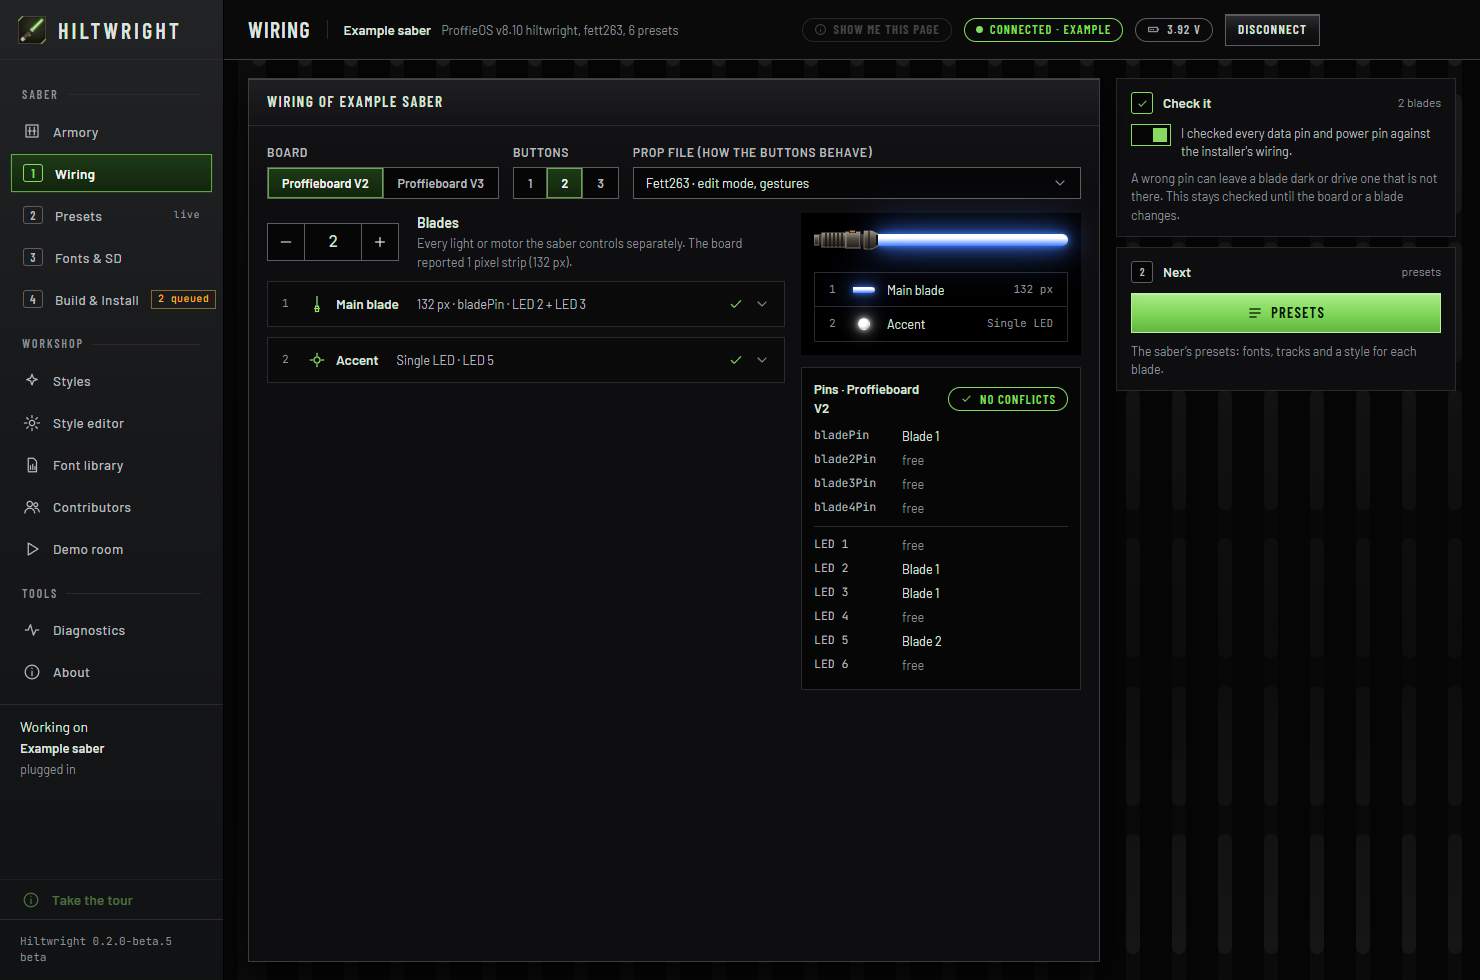 HILTWRIGHT
SABER
Armory
1 Wiring
2 Presets live
3 Fonts & SD
4 Build & Install 2 queued
WORKSHOP
Styles
Style editor
Font library
Contributors
Demo room
TOOLS
Diagnostics
About
Working on
Example saber
plugged in
Take the tour
Hiltwright 0.2.0-beta.5
beta
WIRING
Example saber ProffieOS v8.10 hiltwright, fett263, 6 presets
SHOW ME THIS PAGE
CONNECTED · EXAMPLE
3.92 V
DISCONNECT
WIRING OF EXAMPLE SABER
BOARD
Proffieboard V2 Proffieboard V3
BUTTONS
1 2 3
PROP FILE (HOW THE BUTTONS BEHAVE)
Fett263 · edit mode, gestures
− 2 +
Blades
Every light or motor the saber controls separately. The board
reported 1 pixel strip (132 px).
1 Main blade 132 px · bladePin · LED 2 + LED 3
2 Accent Single LED · LED 5
1 Main blade 132 px
2 Accent Single LED
Pins · Proffieboard
V2
NO CONFLICTS
bladePin Blade 1
blade2Pin free
blade3Pin free
blade4Pin free
LED 1 free
LED 2 Blade 1
LED 3 Blade 1
LED 4 free
LED 5 Blade 2
LED 6 free
Check it 2 blades
I checked every data pin and power pin against
the installer's wiring.
A wrong pin can leave a blade dark or drive one that is not
there. This stays checked until the board or a blade
changes.
2 Next presets
PRESETS
The saber's presets: fonts, tracks and a style for each
blade.